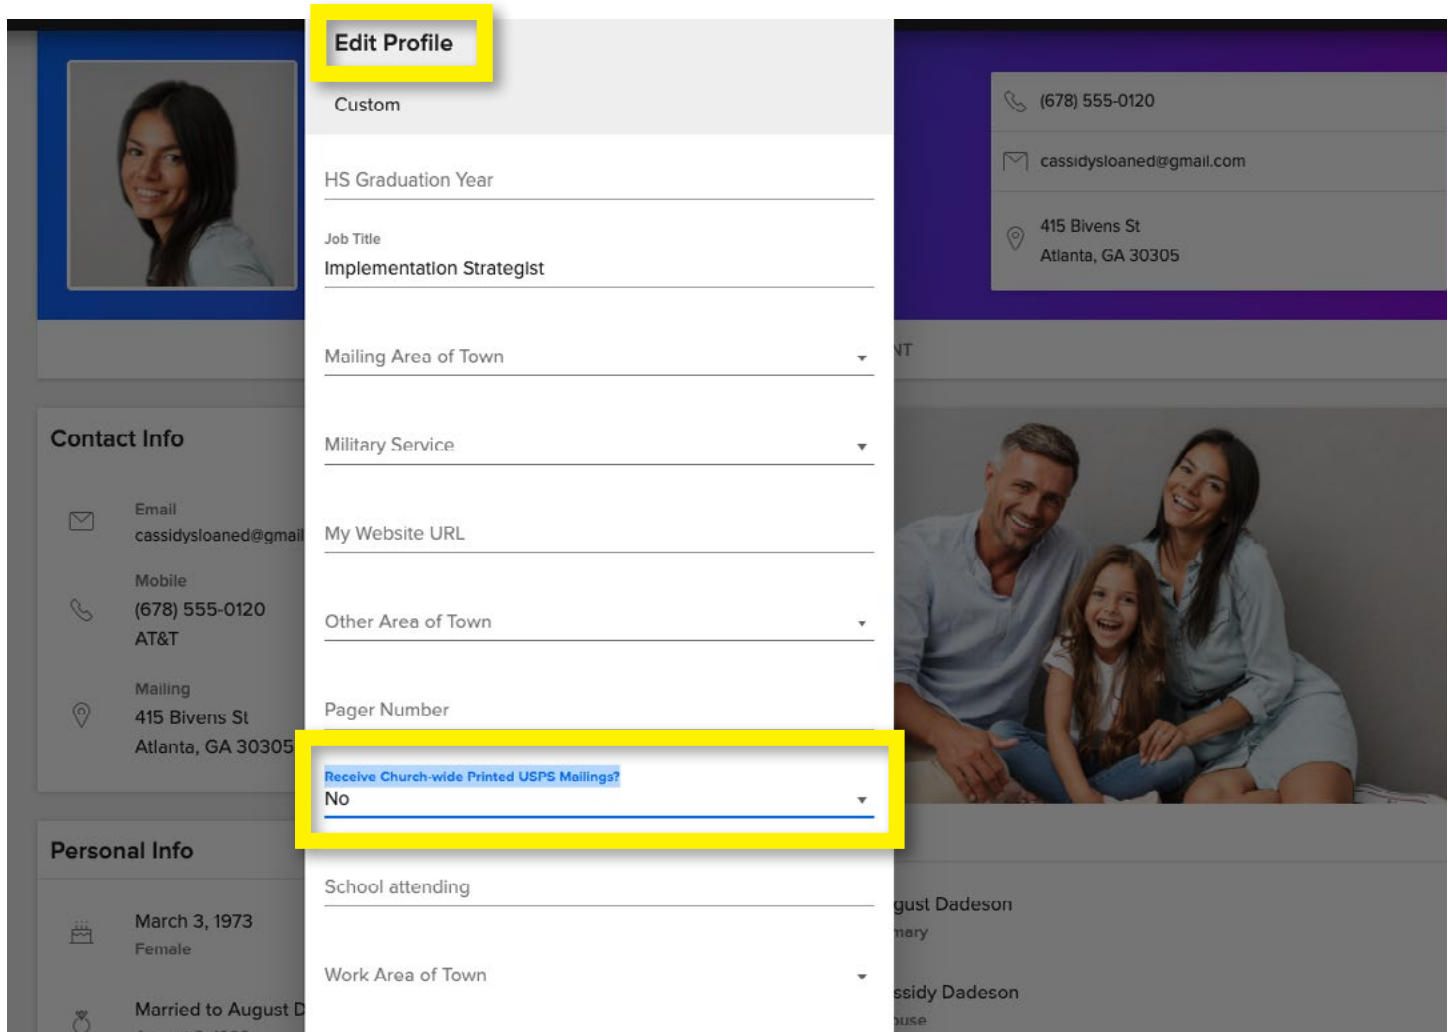 Edit Profile
Custom
HS Graduation Year
Job Title
Implementation Strategist
Mailing Area of Town
Military Service
My Website URL
Other Area of Town
Pager Number
Receive Church-wide Printed USPS Mailings?
No
School attending
Work Area of Town
(678) 555-0120
cassidysloaned@gmail.com
415 Bivens St
Atlanta, GA 30305
NT
Contact Info
Email
cassidysloaned@gmail
Mobile
(678) 555-0120
AT&T
Mailing
415 Bivens St
Atlanta, GA 30305
Personal Info
March 3, 1973
Female
Married to August D
gust Dadeson
mary
ssidy Dadeson
ouse